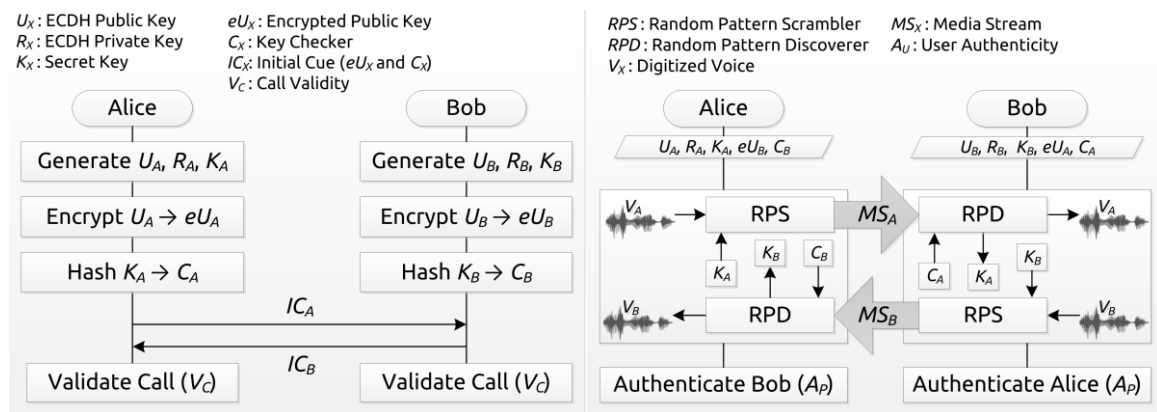 U_X : ECDH Public Key
R_X : ECDH Private Key
K_X : Secret Key
eU_X : Encrypted Public Key
C_X : Key Checker
IC_X : Initial Cue (eU_X and C_X)
V_C : Call Validity
Alice
Bob
Generate U_A, R_A, K_A
Generate U_B, R_B, K_B
Encrypt U_A → eU_A
Encrypt U_B → eU_B
Hash K_A → C_A
Hash K_B → C_B
IC_A
IC_B
Validate Call (V_C)
Validate Call (V_C)
RPS : Random Pattern Scrambler
RPD : Random Pattern Discoverer
V_X : Digitized Voice
MS_X : Media Stream
A_U : User Authenticity
Alice
Bob
U_A, R_A, K_A, eU_B, C_B
U_B, R_B, K_B, eU_A, C_A
V_A
RPS
MS_A
RPD
V_A
K_A
K_B
C_B
C_A
K_A
K_B
V_B
RPD
MS_B
RPS
V_B
Authenticate Bob (A_P)
Authenticate Alice (A_P)